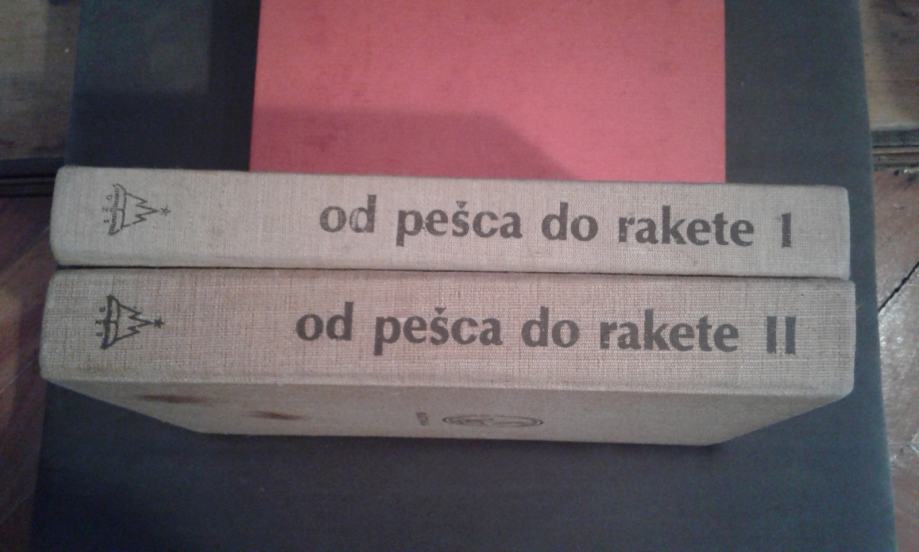 od pešca do rakete I
od pešca do rakete II